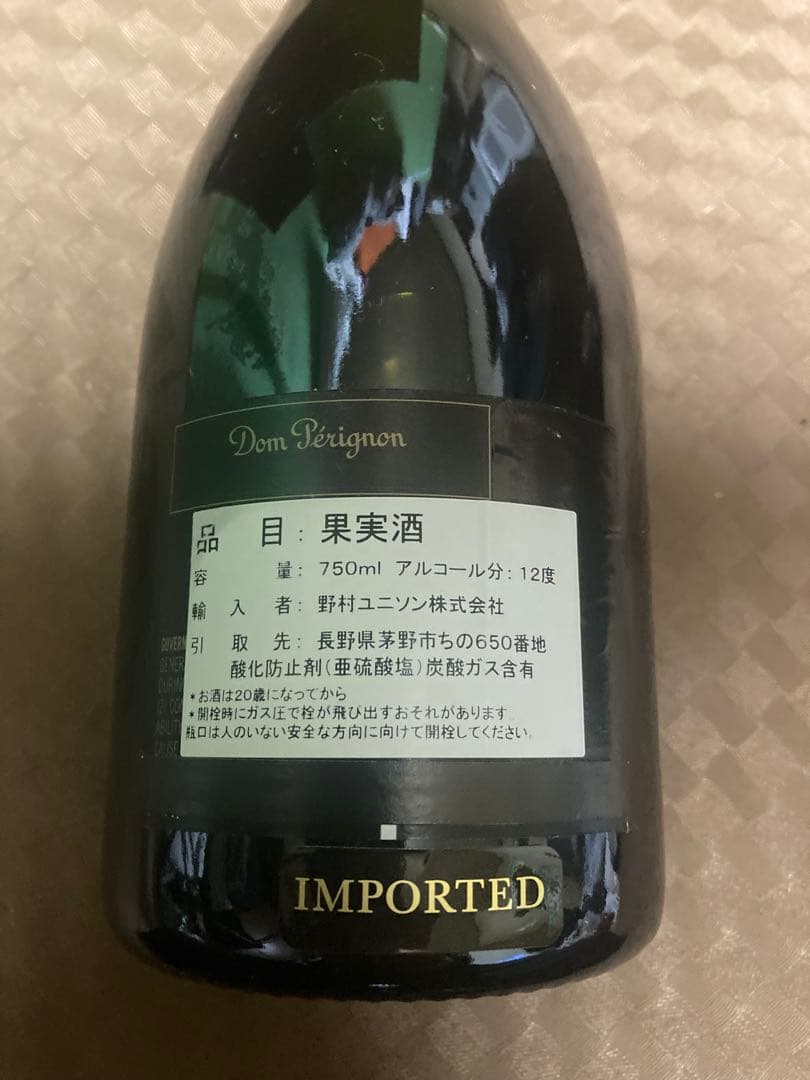 Dom Pérignon
品 目: 果実酒
容 量: 750ml アルコール分: 12度
輸 入 者: 野村ユニソン株式会社
引 取 先: 長野県茅野市ちの650番地
酸化防止剤(亜硫酸塩)炭酸ガス含有
*お酒は20歳になってから
*開栓時にガス圧で栓が飛び出すおそれがあります。
瓶口は人のいない安全な方向に向けて開栓してください。
GUVERN
GENER
DURIN
CAUSE
IMPORTED